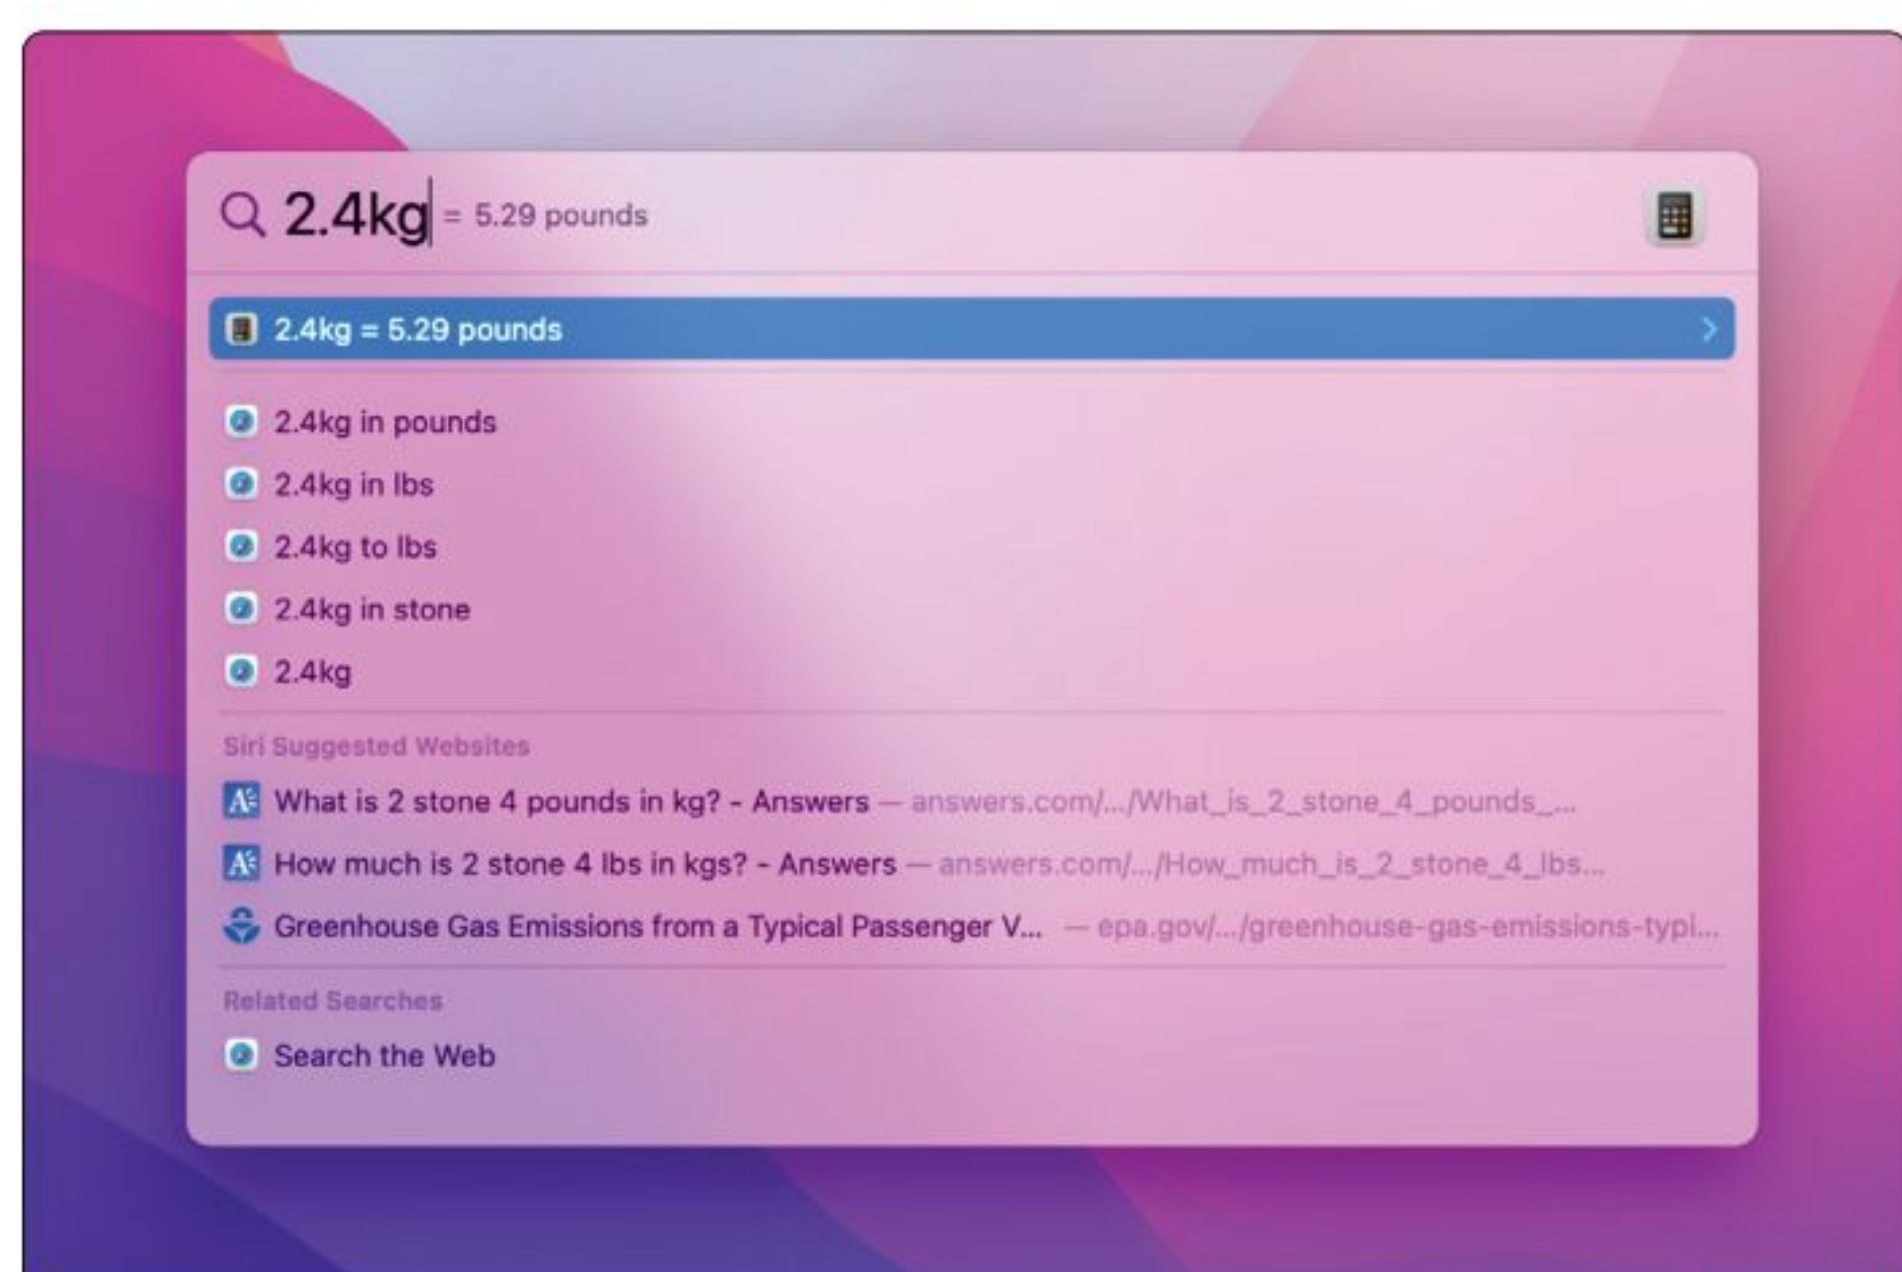 2.4kg = 5.29 pounds
2.4kg = 5.29 pounds
2.4kg in pounds
2.4kg in lbs
2.4kg to lbs
2.4kg in stone
2.4kg
Siri Suggested Websites
What is 2 stone 4 pounds in kg? - Answers — answers.com/.../What_is_2_stone_4_pounds_...
How much is 2 stone 4 lbs in kgs? - Answers — answers.com/.../How_much_is_2_stone_4_lbs...
Greenhouse Gas Emissions from a Typical Passenger V... — epa.gov/.../greenhouse-gas-emissions-typi...
Related Searches
Search the Web